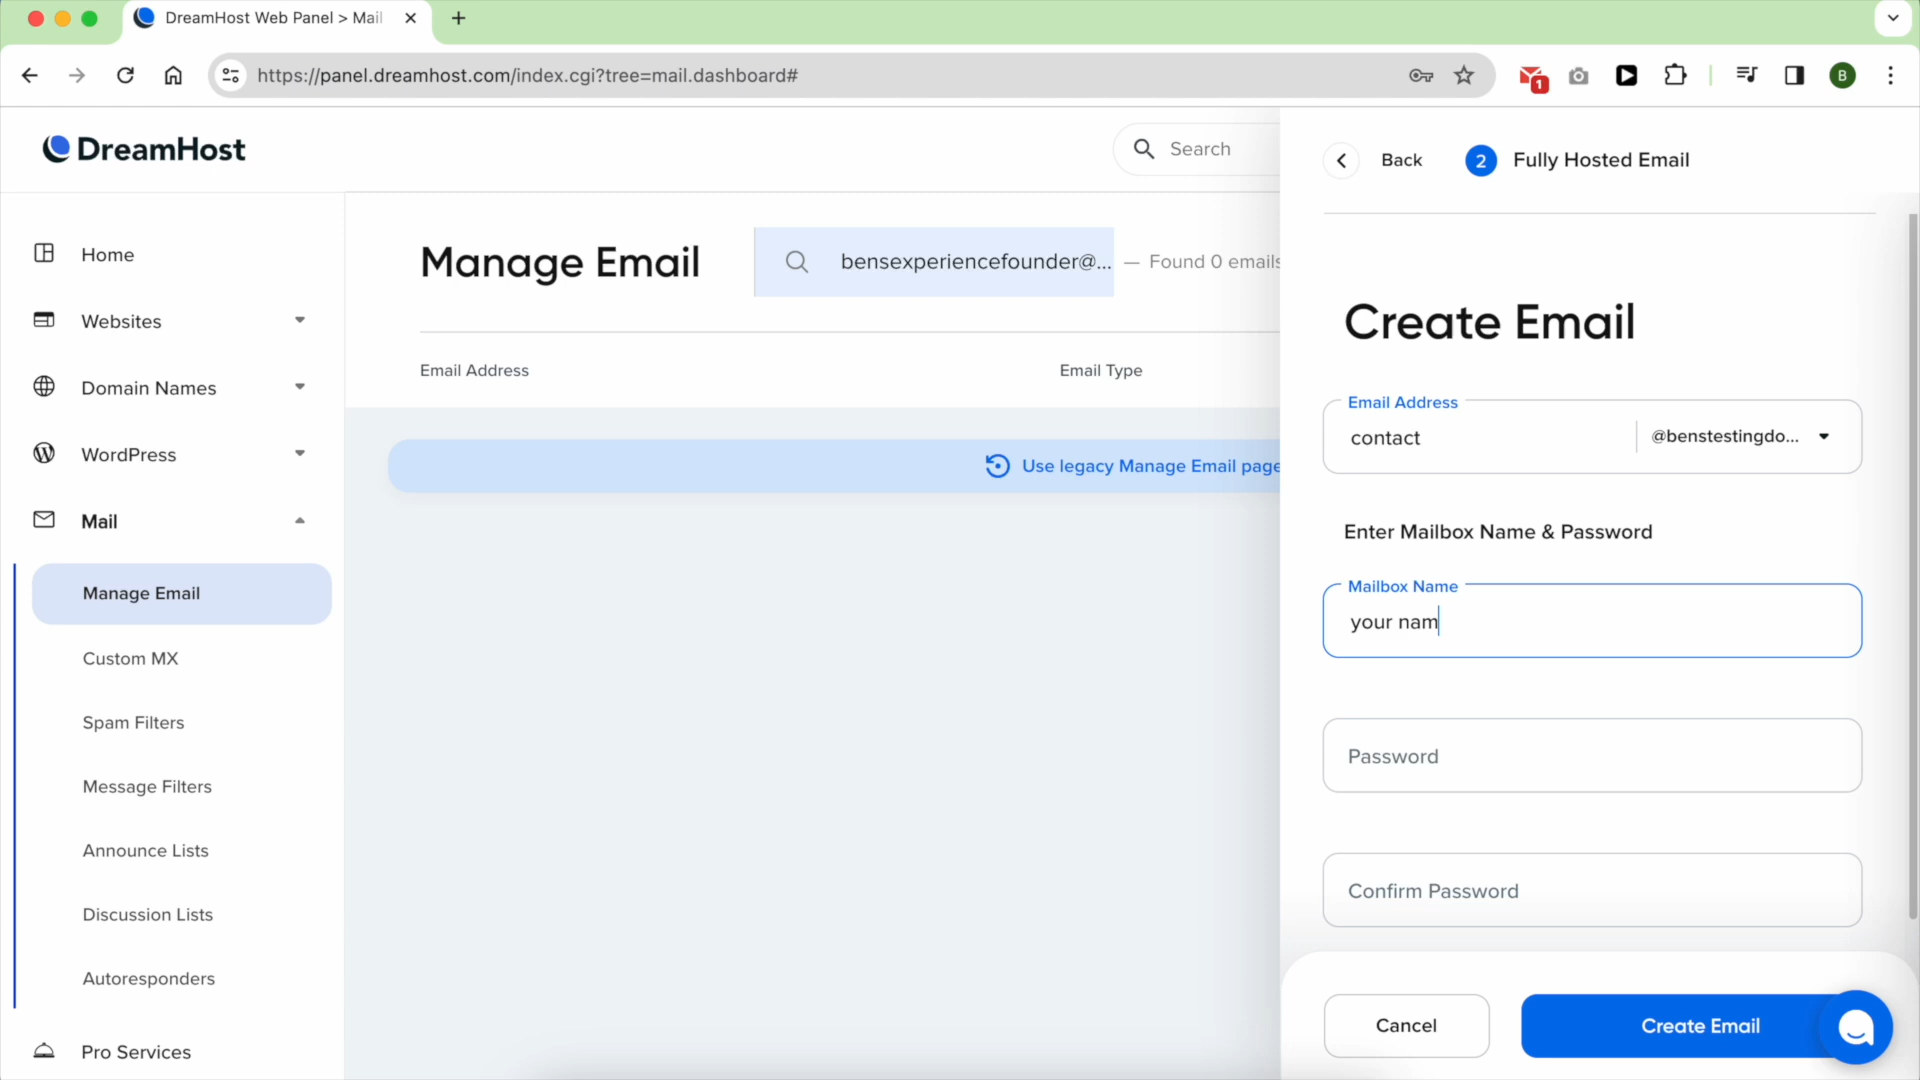 DreamHost Web Panel > Mail
https://panel.dreamhost.com/index.cgi?tree=mail.dashboard#
1
B
DreamHost
Search
Home
Websites
Domain Names
WordPress
Mail
Manage Email
Custom MX
Spam Filters
Message Filters
Announce Lists
Discussion Lists
Autoresponders
Pro Services
Manage Email
bensexperiencefounder@...
— Found 0 emails
Email Address
Email Type
Use legacy Manage Email page
Back
2
Fully Hosted Email
Create Email
Email Address
contact
@benstestingdo...
Enter Mailbox Name & Password
Mailbox Name
your nam
Password
Confirm Password
Cancel
Create Email